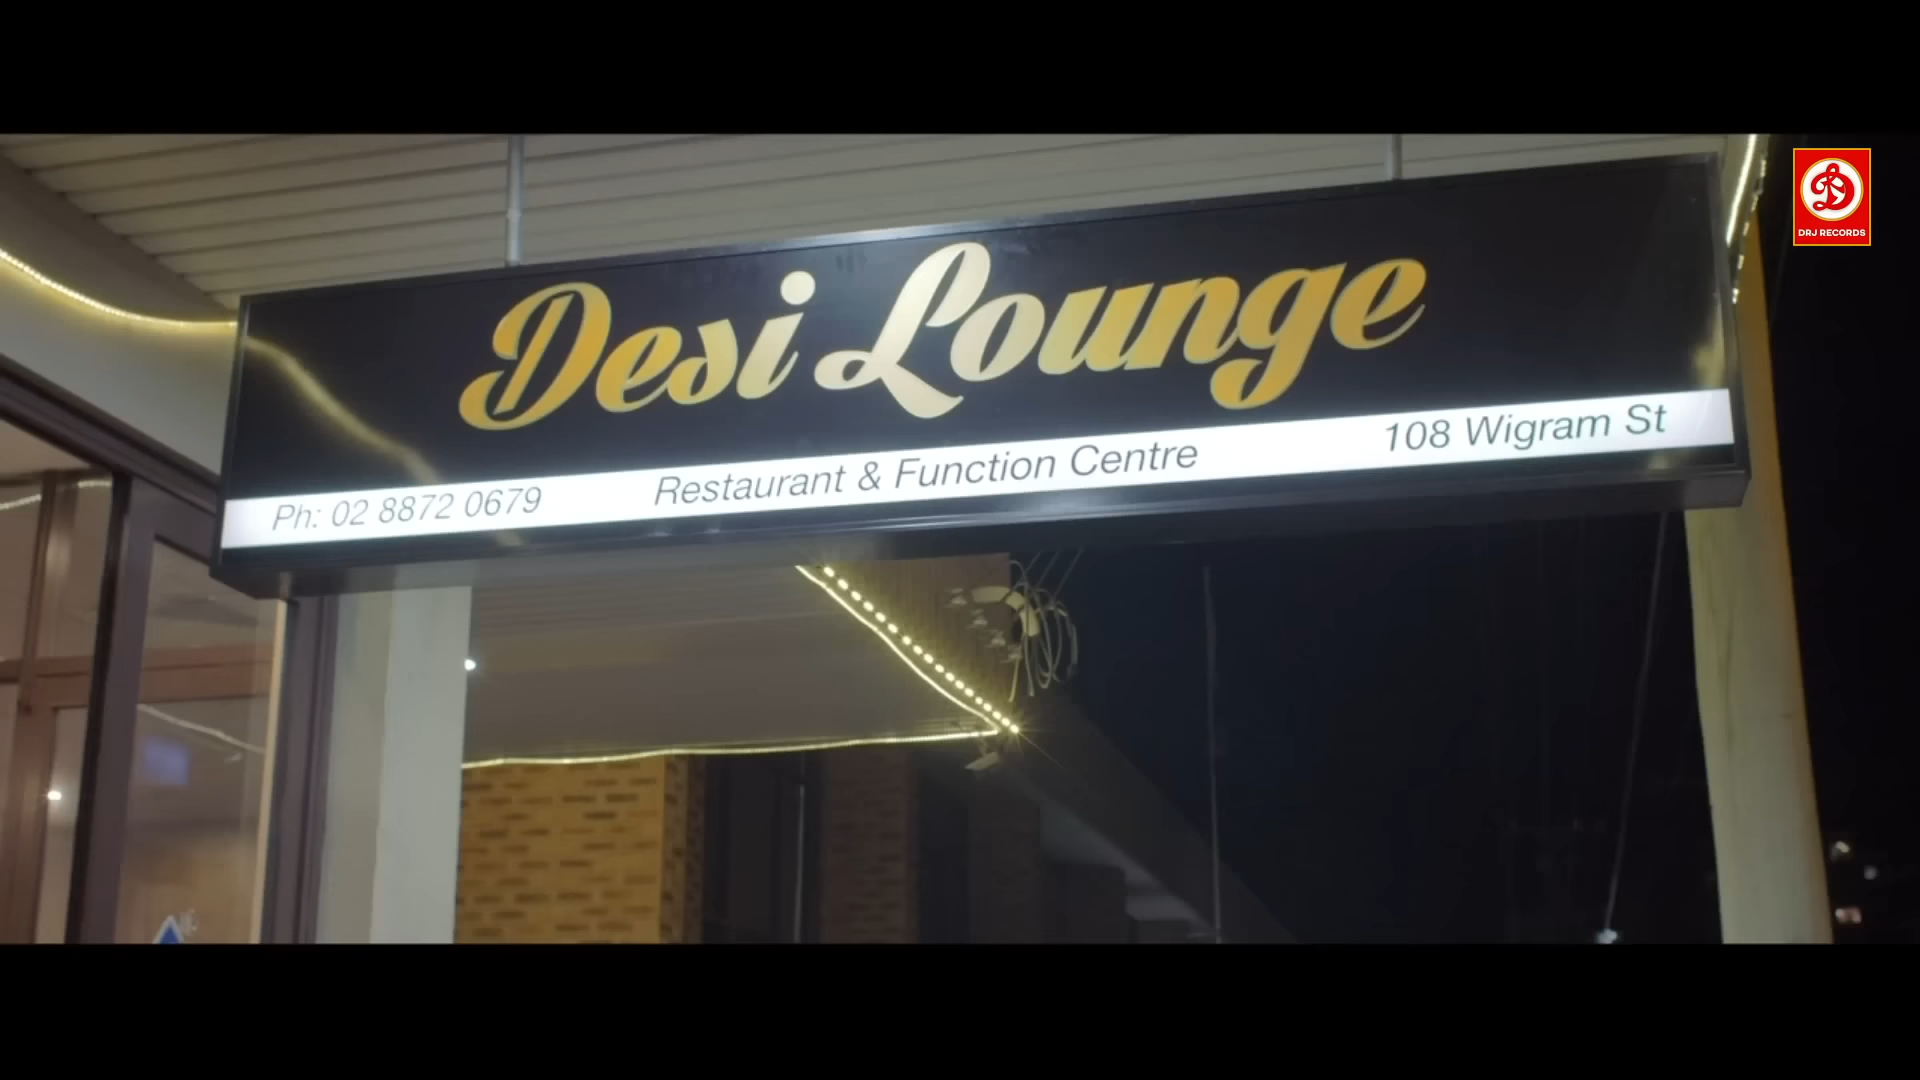 DRJ RECORDS
Desi Lounge
Ph: 02 8872 0679 Restaurant & Function Centre 108 Wigram St